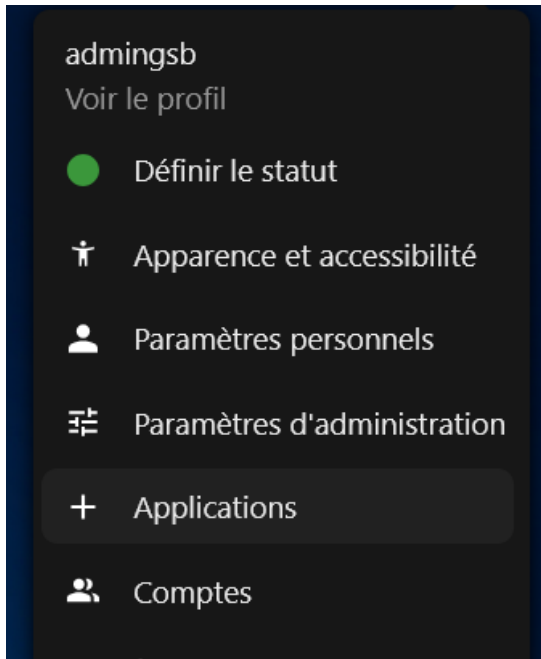 admingsb
Voir le profil
Définir le statut
Apparence et accessibilité
Paramètres personnels
Paramètres d'administration
Applications
Comptes